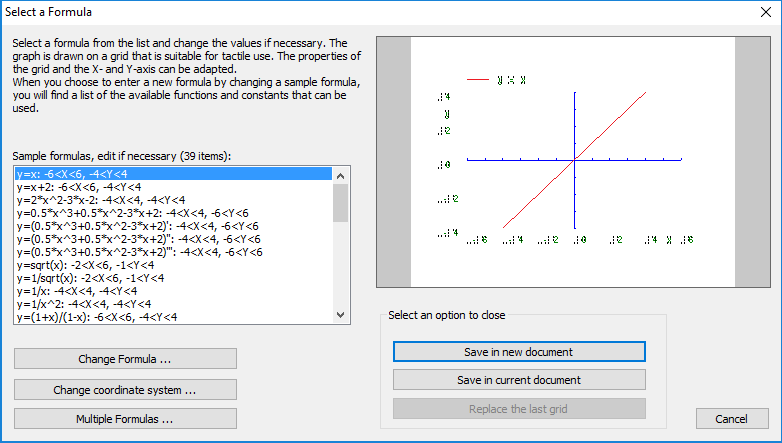 Select a Formula
Select a formula from the list and change the values if necessary. The
graph is drawn on a grid that is suitable for tactile use. The properties of
the grid and the X- and Y-axis can be adapted.
When you choose to enter a new formula by changing a sample formula,
you will find a list of the available functions and constants that can be
used.
Sample formulas, edit if necessary (39 items):
y=x: -6<X<6, -4<Y<4
y=x+2: -6<X<6, -4<Y<4
y=2*x^2-3*x-2: -4<X<4, -4<Y<4
y=0.5*x^3+0.5*x^2-3*x+2: -4<X<4, -6<Y<6
y=(0.5*x^3+0.5*x^2-3*x+2)': -4<X<4, -6<Y<6
y=(0.5*x^3+0.5*x^2-3*x+2)'': -4<X<4, -6<Y<6
y=(0.5*x^3+0.5*x^2-3*x+2)''': -4<X<4, -6<Y<6
y=sqrt(x): -2<X<6, -1<Y<4
y=1/sqrt(x): -2<X<6, -1<Y<4
y=1/x: -4<X<4, -4<Y<4
y=1/x^2: -4<X<4, -4<Y<4
y=(1+x)/(1-x): -6<X<6, -4<Y<4
Change Formula ...
Change coordinate system ...
Multiple Formulas ...
Select an option to close
Save in new document
Save in current document
Replace the last grid
Cancel